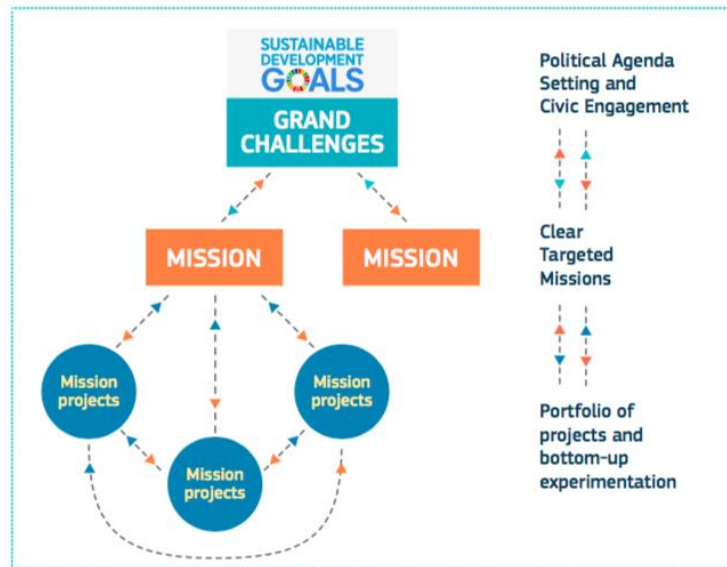 SUSTAINABLE
DEVELOPMENT
GOALS
GRAND
CHALLENGES
MISSION
MISSION
Mission
projects
Mission
projects
Mission
projects
Political Agenda
Setting and
Civic Engagement
Clear
Targeted
Missions
Portfolio of
projects and
bottom-up
experimentation